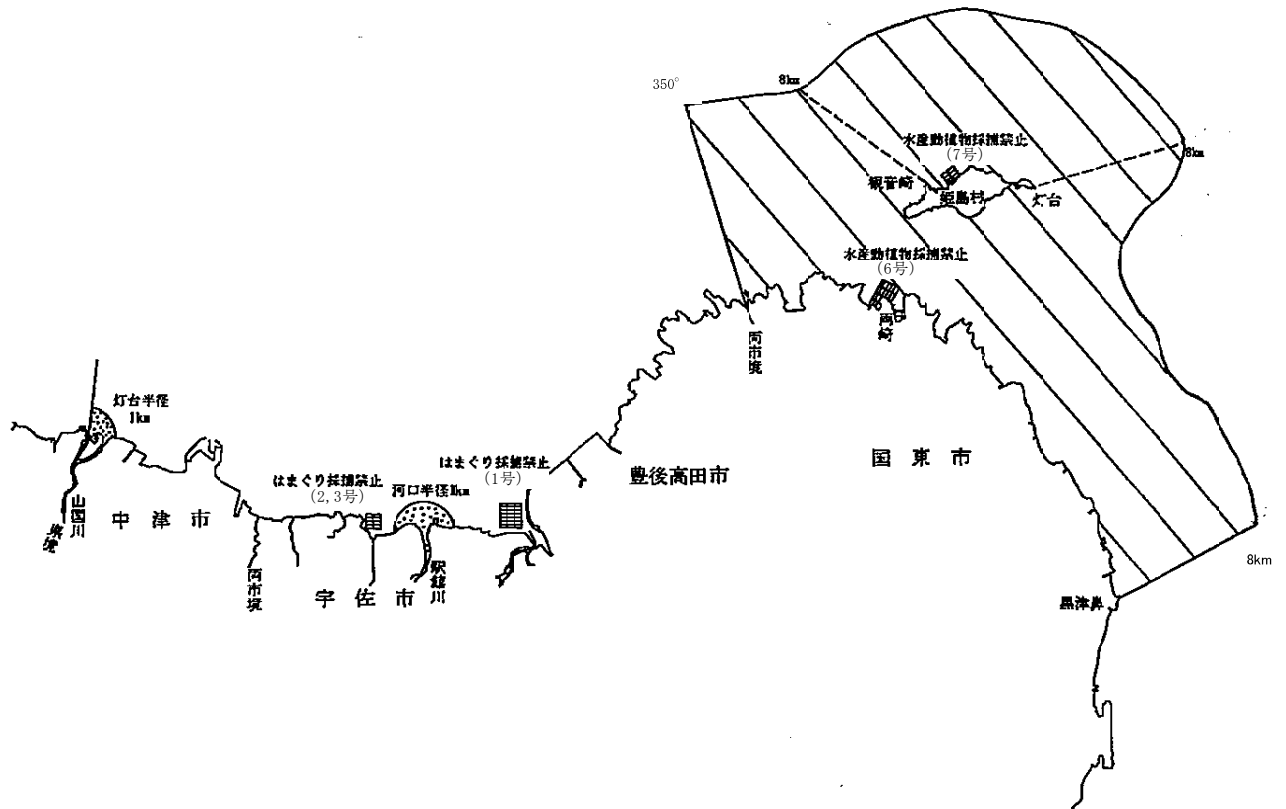 350°
8km
水産動植物採捕禁止
(7号)
8km
観音崎
姫島村
灯台
水産動植物採捕禁止
(6号)
両崎
両市境
灯台半径
1km
はまぐり採捕禁止
(1号)
はまぐり採捕禁止
(2,3号)
河口半径1km
豊後高田市
国東市
山国川
県境
中津市
両市境
宇佐市
駅館川
8km
黒津鼻